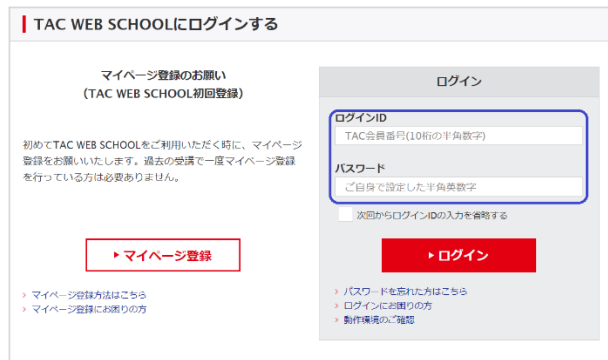 TAC WEB SCHOOLにログインする
マイページ登録のお願い
(TAC WEB SCHOOL初回登録)
初めてTAC WEB SCHOOLをご利用いただく時に、マイページ
登録をお願いいたします。過去の受講で一度マイページ登録
を行っている方は必要ありません。
マイページ登録
マイページ登録方法はこちら
マイページ登録にお困りの方
ログイン
ログインID
TAC会員番号(10桁の半角数字)
パスワード
ご自身で設定した半角英数字
次回からログインIDの入力を省略する
ログイン
パスワードを忘れた方はこちら
ログインにお困りの方
動作環境のご確認